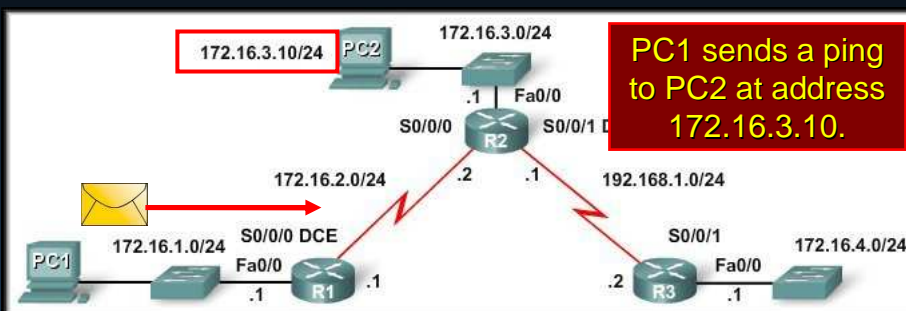 172.16.3.10/24
PC2
172.16.3.0/24
PC1 sends a ping
to PC2 at address
172.16.3.10.
.1
Fa0/0
S0/0/0
S0/0/1
R2
172.16.2.0/24
.2
.1
192.168.1.0/24
S0/0/0 DCE
S0/0/1
PC1
172.16.1.0/24
Fa0/0
.1
R1
.1
.2
R3
Fa0/0
.1
172.16.4.0/24